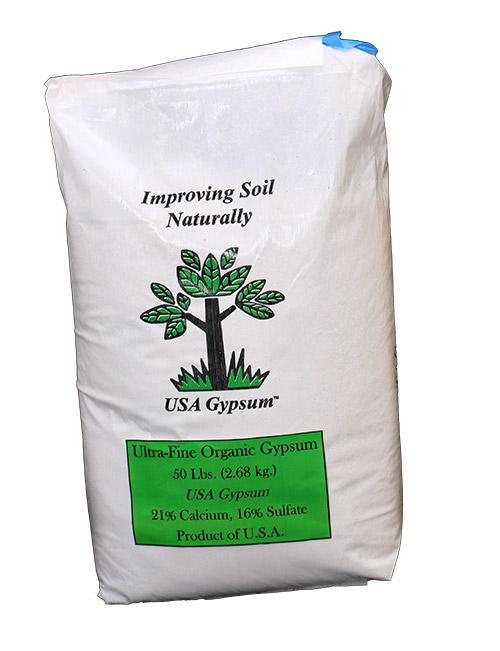 Improving Soil
Naturally
USA Gypsum™
Ultra-Fine Organic Gypsum
50 Lbs. (2.68 kg.)
USA Gypsum
21% Calcium, 16% Sulfate
Product of U.S.A.